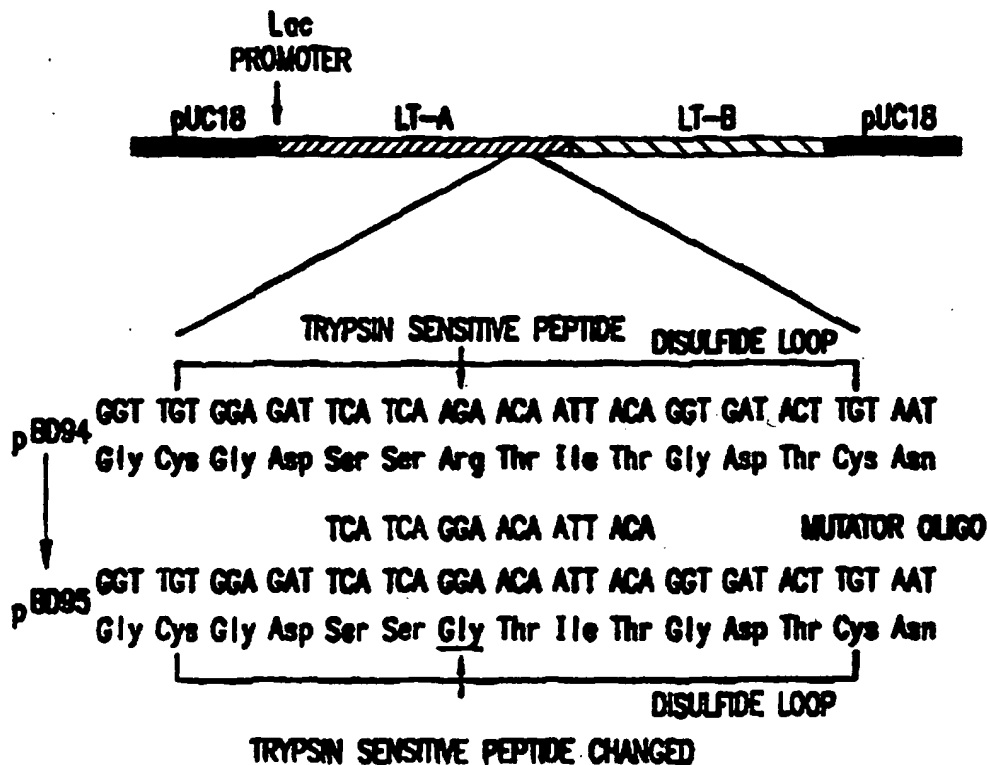 Lac
PROMOTER
pUC18 LT-A LT-B pUC18
TRYPSIN SENSITIVE PEPTIDE
DISULFIDE LOOP
GGT TGT GGA GAT TCA TCA AGA ACA ATT ACA GGT GAT ACT TGT AAT
pBD94
Gly Cys Gly Asp Ser Ser Arg Thr Ile Thr Gly Asp Thr Cys Asn
TCA TCA GGA ACA ATT ACA MUTATOR OLIGO
GGT TGT GGA GAT TCA TCA GGA ACA ATT ACA GGT GAT ACT TGT AAT
pBD95
Gly Cys Gly Asp Ser Ser Gly Thr Ile Thr Gly Asp Thr Cys Asn
DISULFIDE LOOP
TRYPSIN SENSITIVE PEPTIDE CHANGED